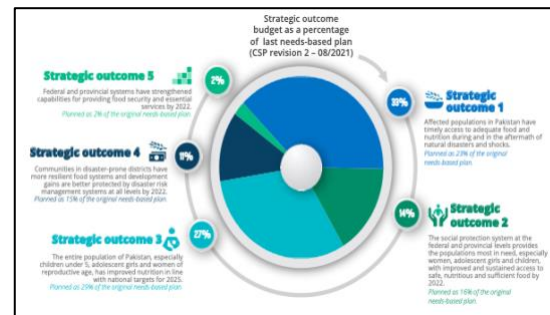 Strategic outcome
budget as a percentage
of last needs-based plan
(CSP revision 2 – 08/2021)
Strategic outcome 5
Federal and provincial systems have strengthened
capabilities for providing food security and essential
services by 2022.
Planned as 2% of the original needs-based plan.
2%
Strategic outcome 4
Communities in disaster-prone districts
have more resilient food systems and development
gains are better protected by disaster risk
management systems at all levels by 2022.
Planned as 15% of the original needs-based plan.
Strategic outcome 3
The entire population of Pakistan, especially
children under 5, adolescent girls and women of
reproductive age, has improved nutrition in line
with national targets for 2025.
Planned as 29% of the original needs-based plan.
27%
Strategic
outcome 1
Affected populations in Pakistan have
timely access to adequate food and
nutrition during and in the aftermath of
natural disasters and shocks.
Planned as 23% of the original
needs-based plan.
14%
Strategic
outcome 2
The social protection system at the
federal and provincial levels provides
the populations most in need, especially
women, adolescent girls and children,
with improved and sustained access to
safe, nutritious and sufficient food by
2022.
Planned as 16% of the original
needs-based plan.